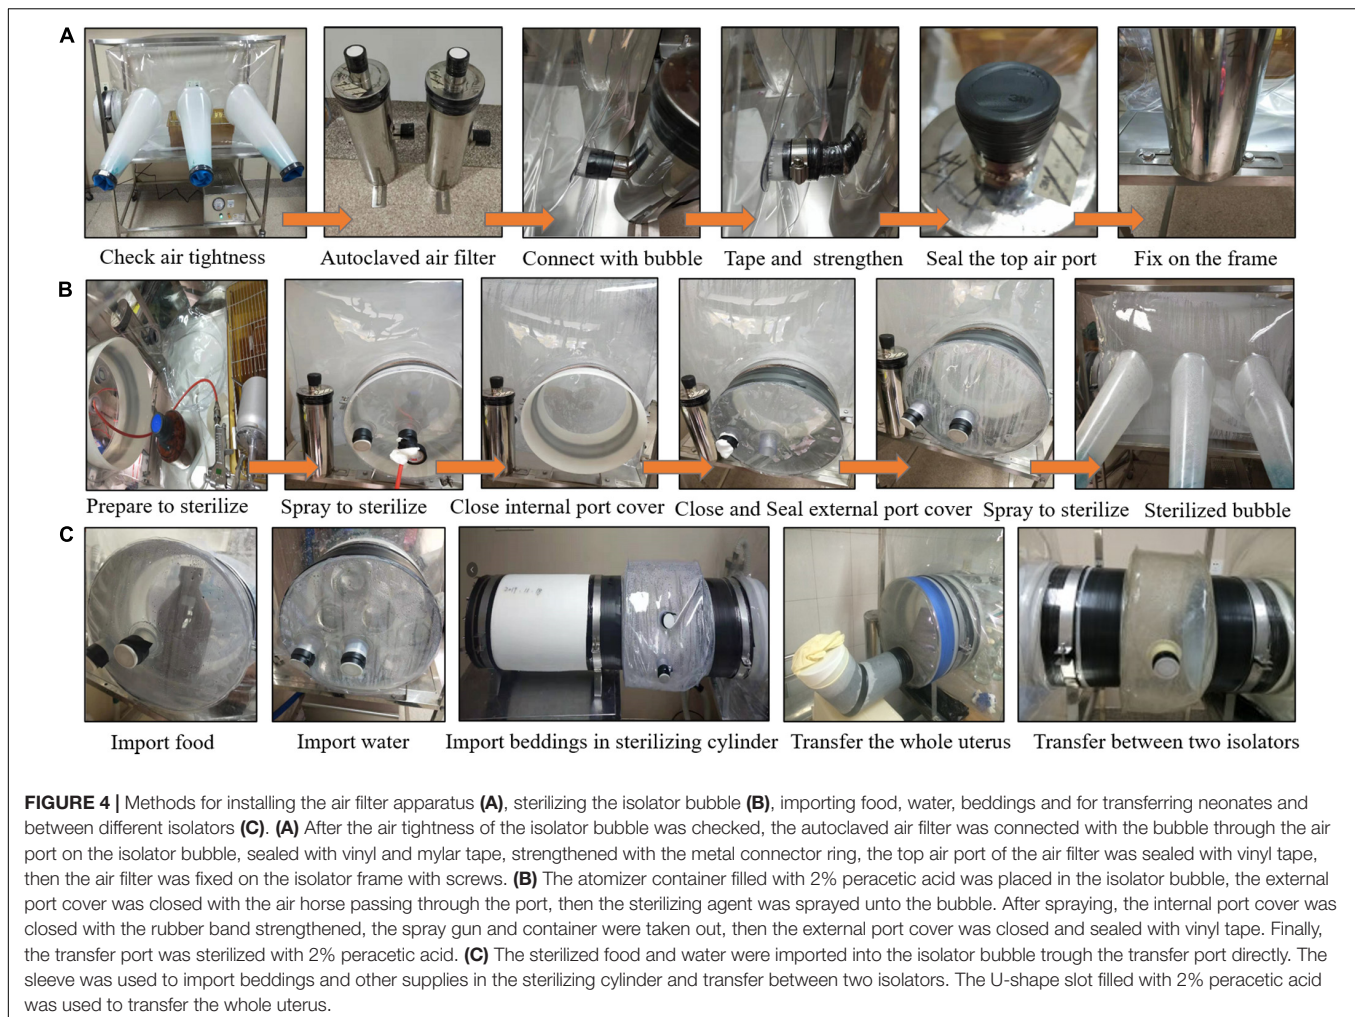 A
Check air tightness
Autoclaved air filter
Connect with bubble
Tape and strengthen
Seal the top air port
Fix on the frame
B
Prepare to sterilize
Spray to sterilize
Close internal port cover
Close and Seal external port cover
Spray to sterilize
Sterilized bubble
C
Import food
Import water
Import beddings in sterilizing cylinder
Transfer the whole uterus
Transfer between two isolators
FIGURE 4 | Methods for installing the air filter apparatus (A), sterilizing the isolator bubble (B), importing food, water, beddings and for transferring neonates and
between different isolators (C). (A) After the air tightness of the isolator bubble was checked, the autoclaved air filter was connected with the bubble through the air
port on the isolator bubble, sealed with vinyl and mylar tape, strengthened with the metal connector ring, the top air port of the air filter was sealed with vinyl tape,
then the air filter was fixed on the isolator frame with screws. (B) The atomizer container filled with 2% peracetic acid was placed in the isolator bubble, the external
port cover was closed with the air horse passing through the port, then the sterilizing agent was sprayed unto the bubble. After spraying, the internal port cover was
closed with the rubber band strengthened, the spray gun and container were taken out, then the external port cover was closed and sealed with vinyl tape. Finally,
the transfer port was sterilized with 2% peracetic acid. (C) The sterilized food and water were imported into the isolator bubble trough the transfer port directly. The
sleeve was used to import beddings and other supplies in the sterilizing cylinder and transfer between two isolators. The U-shape slot filled with 2% peracetic acid
was used to transfer the whole uterus.